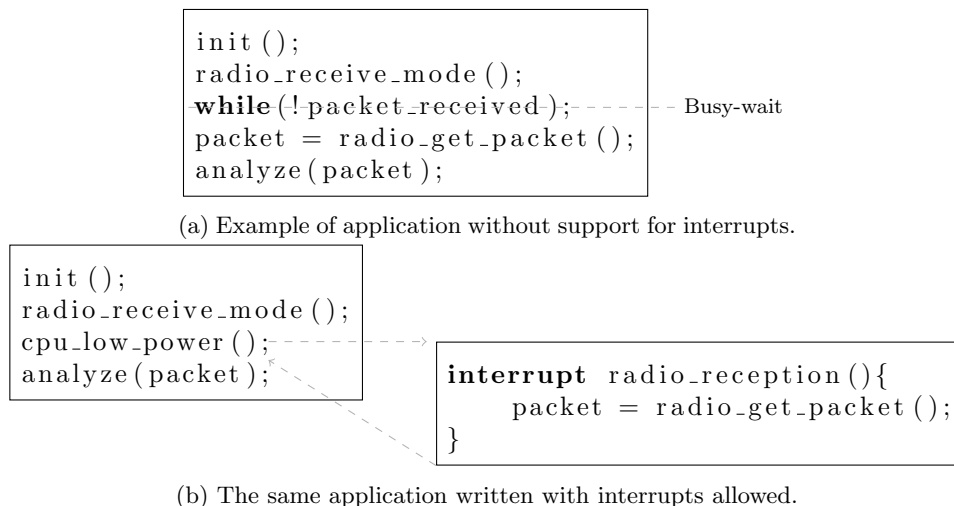 init();
radio_receive_mode();
while(!packet_received);
Busy-wait
packet = radio_get_packet();
analyze(packet);
(a) Example of application without support for interrupts.
init();
radio_receive_mode();
cpu_low_power();
analyze(packet);
interrupt radio_reception(){
packet = radio_get_packet();
}
(b) The same application written with interrupts allowed.